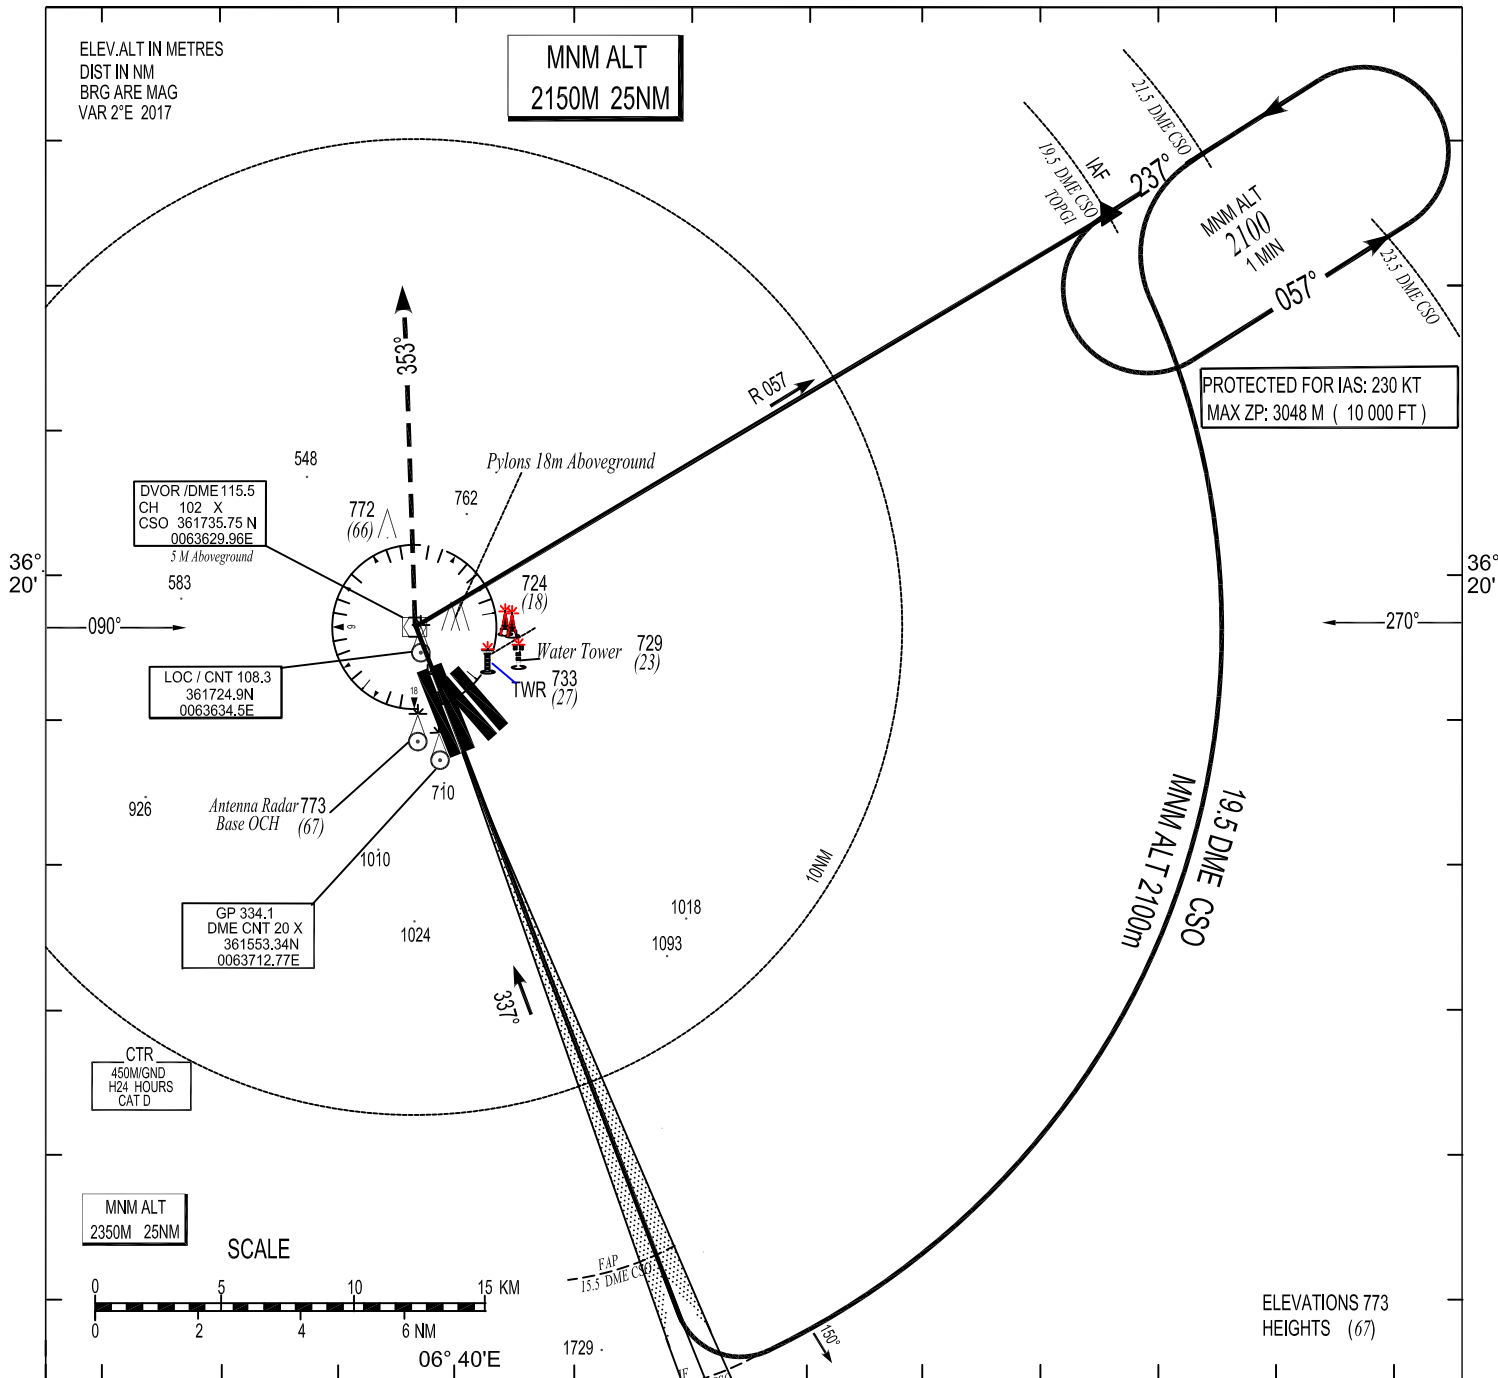 ELEV.ALT IN METRES
DIST IN NM
BRG ARE MAG
VAR 2°E 2017
MNM ALT
2150M 25NM
21.5 DME CSO
19.5 DME CSO
IAF
TOPGI
237°
MNM ALT
2100
1 MIN
057°
23.5 DME CSO
PROTECTED FOR IAS: 230 KT
MAX ZP: 3048 M ( 10 000 FT )
R 057
353°
548
Pylons 18m Aboveground
762
772
(66)
DVOR /DME 115.5
CH 102 X
CSO 361735.75 N
0063629.96E
5 M Aboveground
583
36°
20'
36°
20'
724
(18)
090°
270°
9
Water Tower
729
(23)
TWR
733
(27)
LOC / CNT 108.3
361724.9N
0063634.5E
18
710
926
Antenna Radar 773
Base OCH (67)
1010
10NM
19.5 DME CSO
MNM ALT 2100m
GP 334.1
DME CNT 20 X
361553.34N
0063712.77E
1024
1018
1093
337°
CTR
450M/GND
H24 HOURS
CAT D
MNM ALT
2350M 25NM
SCALE
0 5 10 15 KM
0 2 4 6 NM
FAP
15.5 DME CSO
1729
150°
06° 40'E
ELEVATIONS 773
HEIGHTS (67)